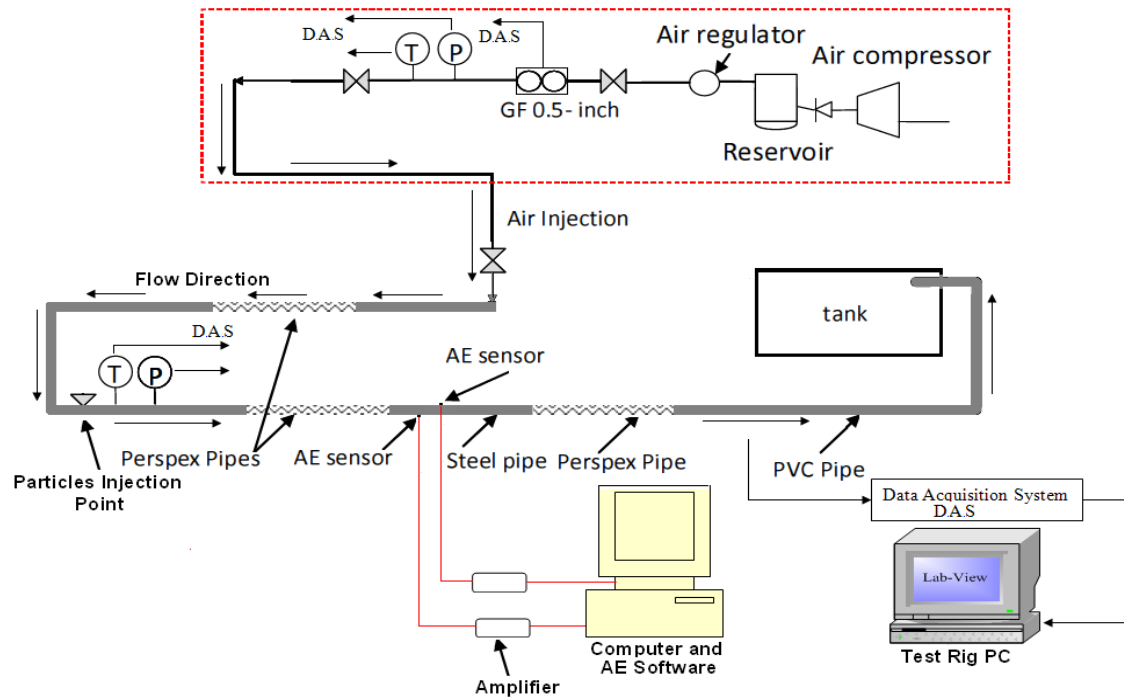 D.A.S
D.A.S
T
P
Air regulator
Air compressor
GF 0.5- inch
Reservoir
Air Injection
Flow Direction
tank
D.A.S
T
P
AE sensor
Perspex Pipes
AE sensor
Steel pipe
Perspex Pipe
PVC Pipe
Particles Injection
Point
Data Acquisition System
D.A.S
Lab-View
Computer and
AE Software
Test Rig PC
Amplifier